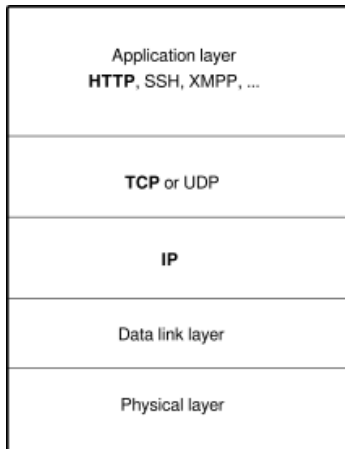 Application layer
HTTP, SSH, XMPP, ...
TCP or UDP
IP
Data link layer
Physical layer